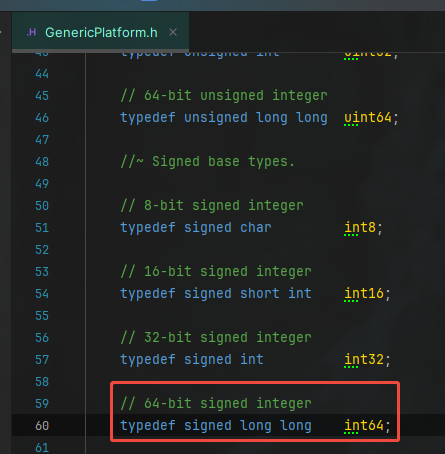 GenericPlatform.h
43 typedef unsigned int uint32;
44
45 // 64-bit unsigned integer
46 typedef unsigned long long uint64;
47
48 //~ Signed base types.
49
50 // 8-bit signed integer
51 typedef signed char int8;
52
53 // 16-bit signed integer
54 typedef signed short int int16;
55
56 // 32-bit signed integer
57 typedef signed int int32;
58
59 // 64-bit signed integer
60 typedef signed long long int64;
61